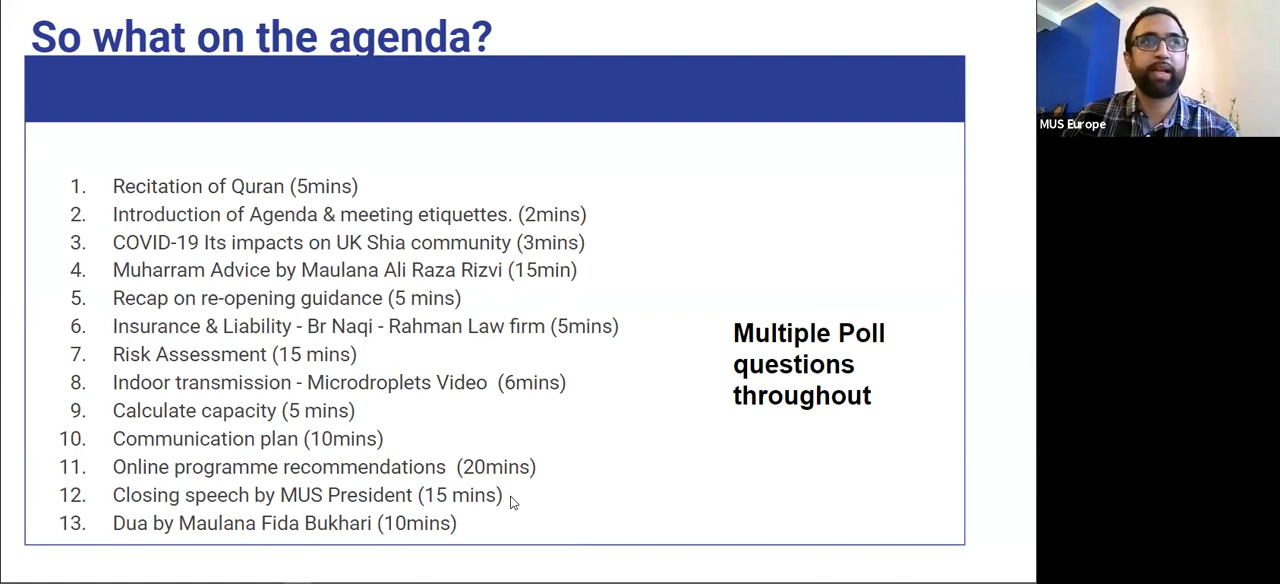 So what on the agenda?
1. Recitation of Quran (5mins)
2. Introduction of Agenda & meeting etiquettes. (2mins)
3. COVID-19 Its impacts on UK Shia community (3mins)
4. Muharram Advice by Maulana Ali Raza Rizvi (15min)
5. Recap on re-opening guidance (5 mins)
6. Insurance & Liability - Br Naqi - Rahman Law firm (5mins)
7. Risk Assessment (15 mins)
8. Indoor transmission - Microdroplets Video (6mins)
9. Calculate capacity (5 mins)
10. Communication plan (10mins)
11. Online programme recommendations (20mins)
12. Closing speech by MUS President (15 mins)
13. Dua by Maulana Fida Bukhari (10mins)
Multiple Poll
questions
throughout
MUS Europe